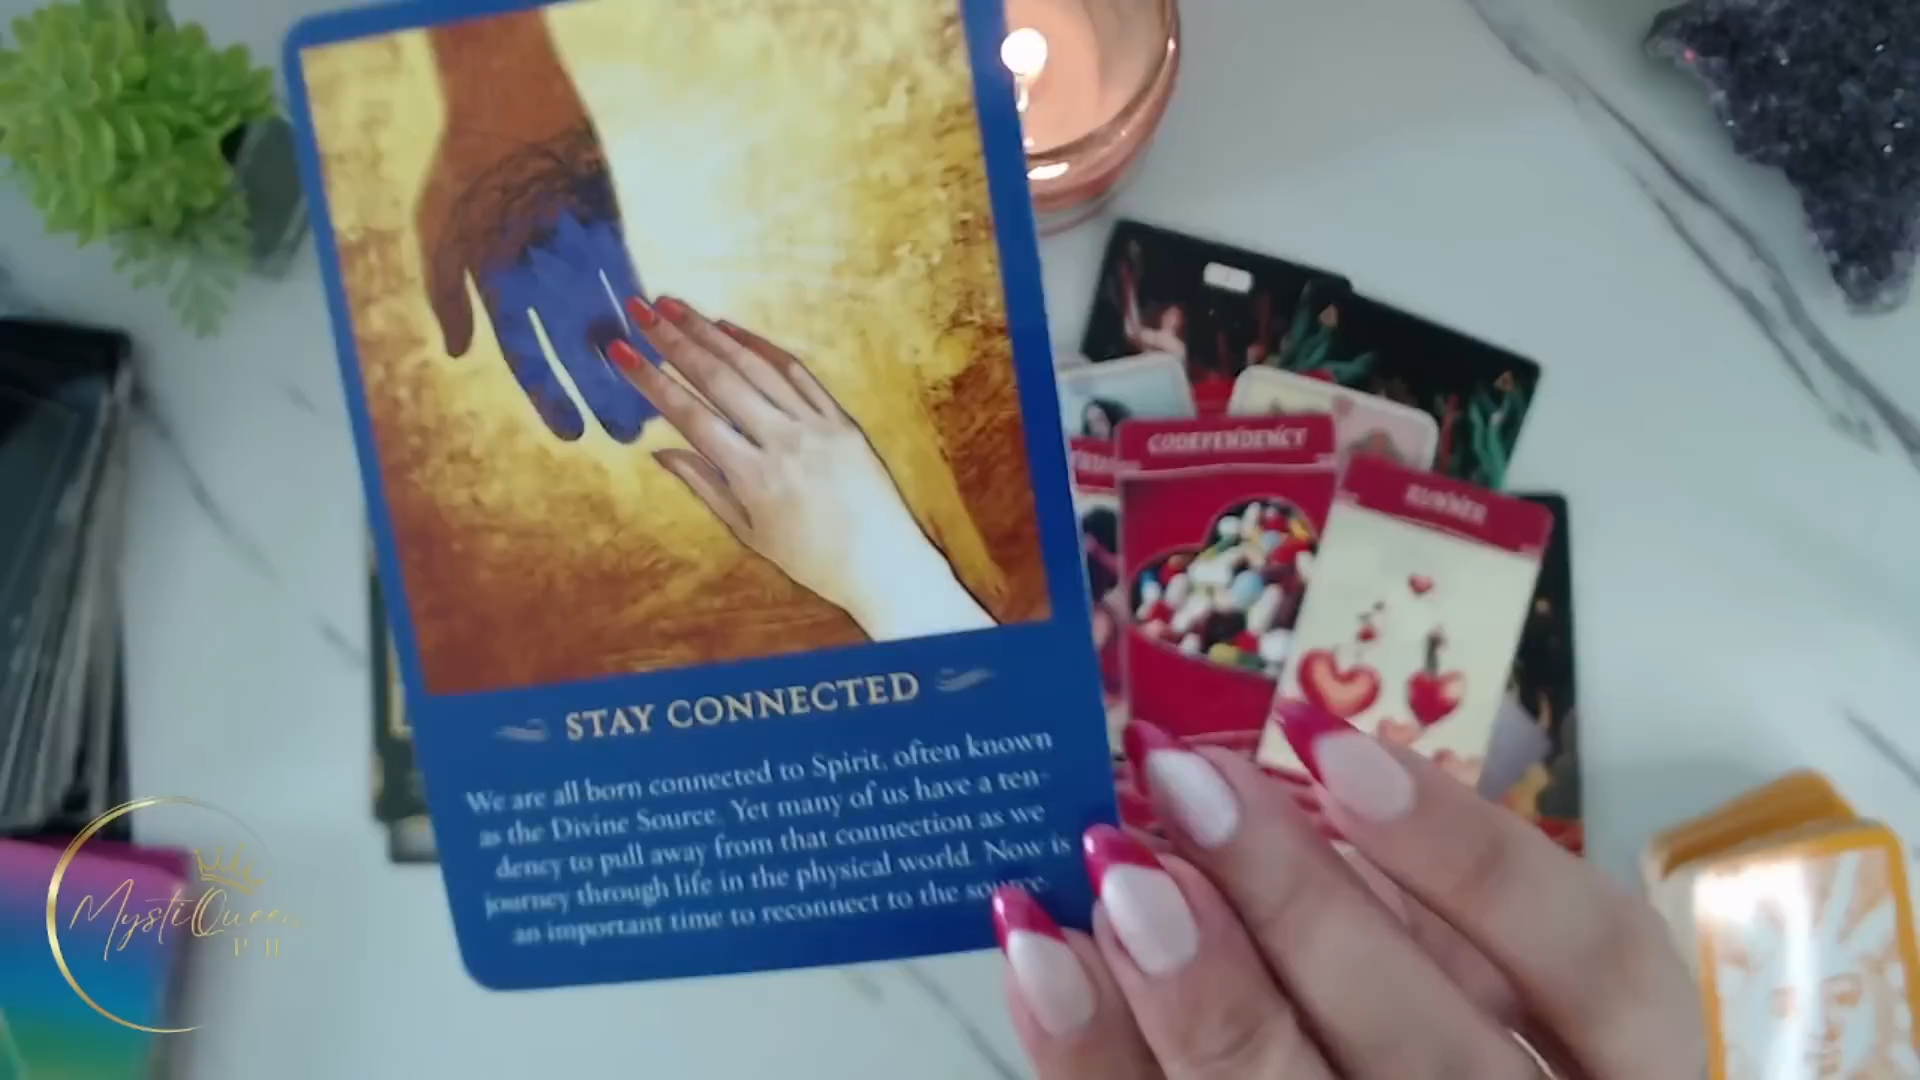 STAY CONNECTED
We are all born connected to Spirit, often known
as the Divine Source. Yet many of us have a ten-
dency to pull away from that connection as we
journey through life in the physical world. Now is
an important time to reconnect to the source.
CODEPENDENCY
RUNNER
MystiQueen
PH